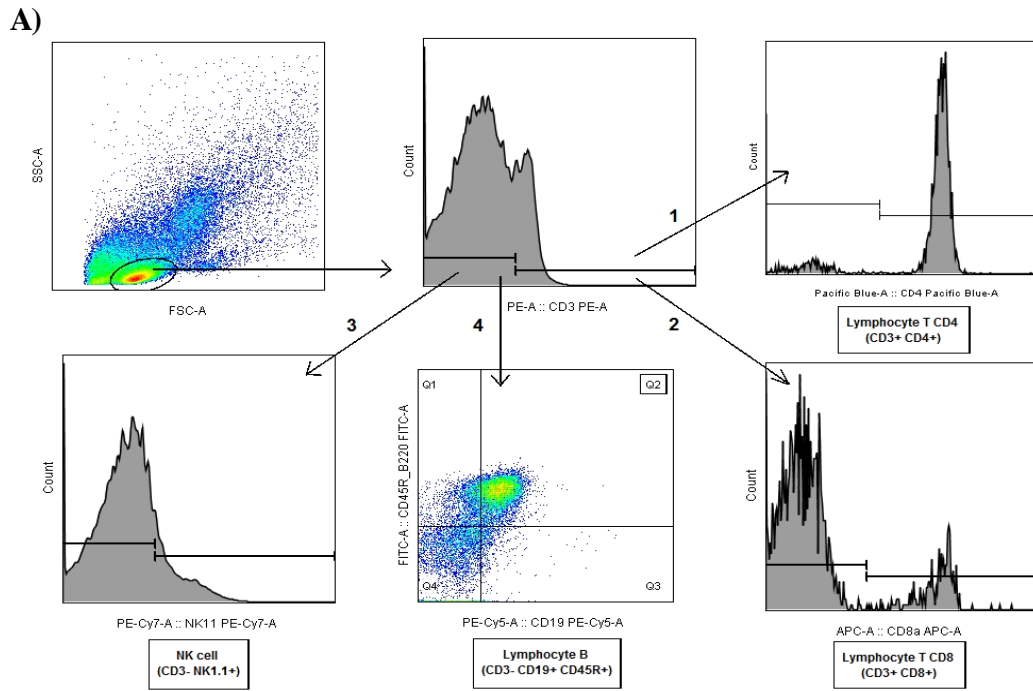 A)
SSC-A
FSC-A
Count
PE-A :: CD3 PE-A
1
2
3
4
Count
Pacific Blue-A :: CD4 Pacific Blue-A
Lymphocyte T CD4
(CD3+ CD4+)
Count
PE-Cy7-A :: NK11 PE-Cy7-A
NK cell
(CD3- NK1.1+)
Q1
Q2
Q3
Q4
FITC-A :: CD45R_B220 FITC-A
PE-Cy5-A :: CD19 PE-Cy5-A
Lymphocyte B
(CD3- CD19+ CD45R+)
Count
APC-A :: CD8a APC-A
Lymphocyte T CD8
(CD3+ CD8+)